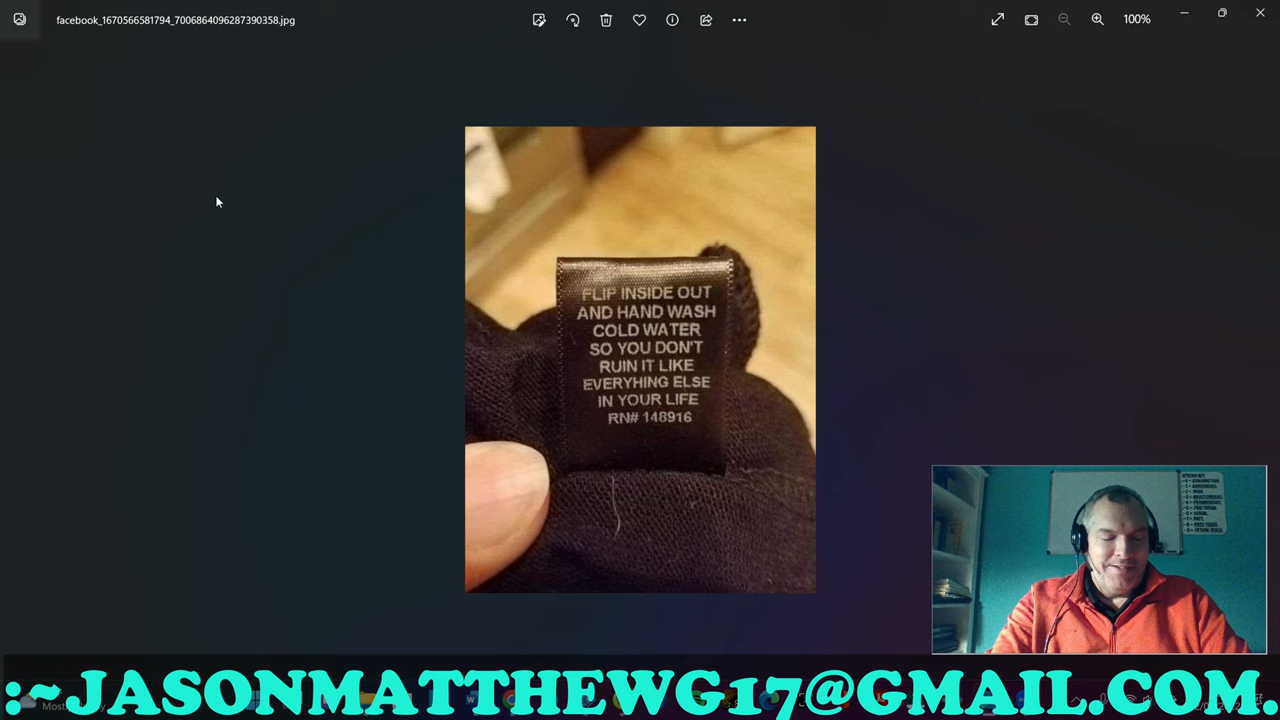 facebook_1670566581794_7006864096287390358.jpg
100%
FLIP INSIDE OUT
AND HAND WASH
COLD WATER
SO YOU DON'T
RUIN IT LIKE
EVERYHING ELSE
IN YOUR LIFE
RN# 148916
:~JASONMATTHEWG17@GMAIL.COM.